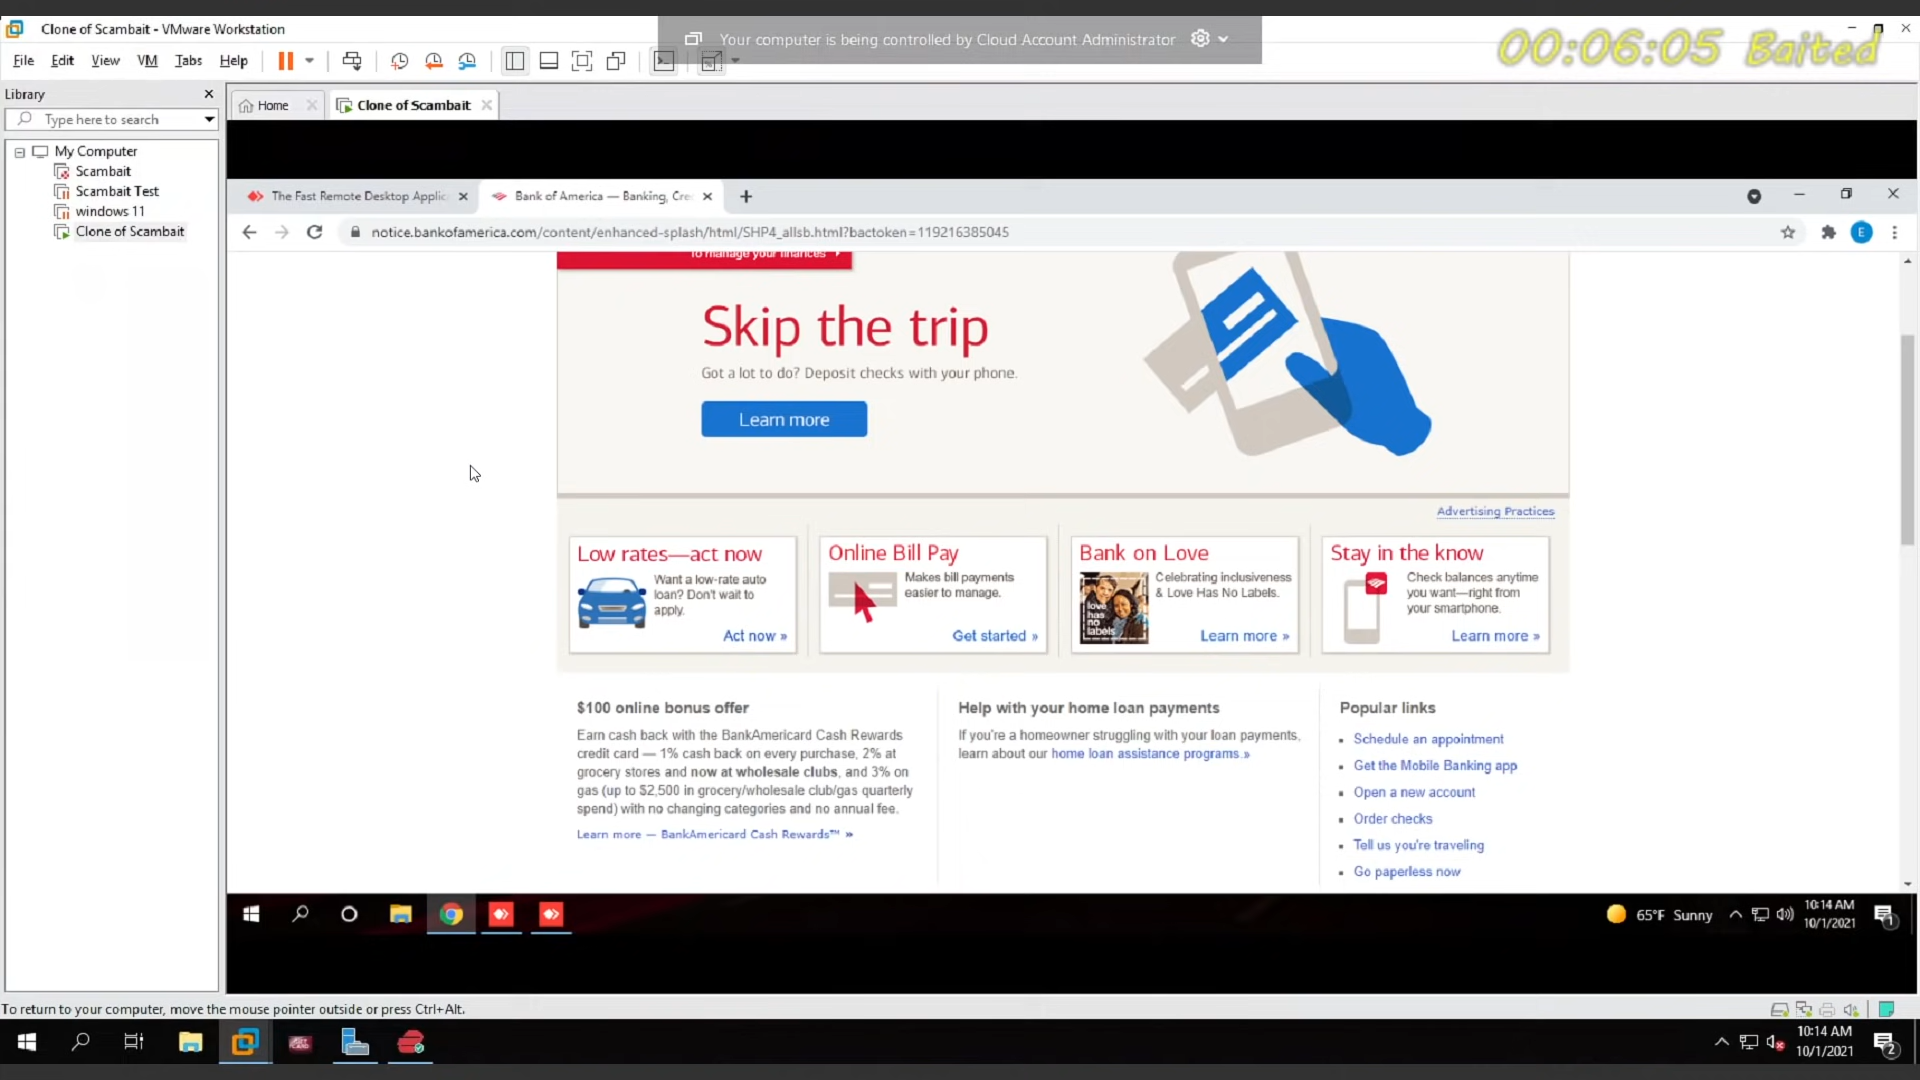 Clone of Scambait - VMware Workstation
Your computer is being controlled by Cloud Account Administrator
00:06:05 Baited
File Edit View VM Tabs Help
Library
Type here to search
My Computer
Scambait
Scambait Test
windows 11
Clone of Scambait
Home
Clone of Scambait
The Fast Remote Desktop Applic
Bank of America — Banking, Cre
notice.bankofamerica.com/content/enhanced-splash/html/SHP4_allsb.html?bactoken=119216385045
E
To manage your finances
Skip the trip
Got a lot to do? Deposit checks with your phone.
Learn more
Advertising Practices
Low rates—act now
Want a low-rate auto
loan? Don't wait to
apply.
Act now »
Online Bill Pay
Makes bill payments
easier to manage.
Get started »
Bank on Love
Celebrating inclusiveness
& Love Has No Labels.
love
has
no
labels
Learn more »
Stay in the know
Check balances anytime
you want—right from
your smartphone.
Learn more »
$100 online bonus offer
Earn cash back with the BankAmericard Cash Rewards
credit card — 1% cash back on every purchase, 2% at
grocery stores and now at wholesale clubs, and 3% on
gas (up to $2,500 in grocery/wholesale club/gas quarterly
spend) with no changing categories and no annual fee.
Learn more — BankAmericard Cash Rewards™ »
Help with your home loan payments
If you're a homeowner struggling with your loan payments,
learn about our home loan assistance programs.»
Popular links
Schedule an appointment
Get the Mobile Banking app
Open a new account
Order checks
Tell us you're traveling
Go paperless now
65°F Sunny
10:14 AM
10/1/2021
1
To return to your computer, move the mouse pointer outside or press Ctrl+Alt.
10:14 AM
10/1/2021
2